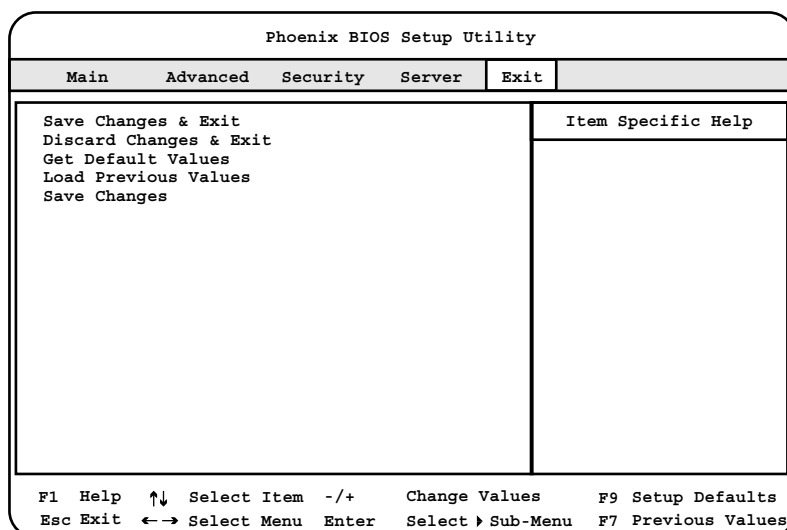 Phoenix BIOS Setup Utility
Main Advanced Security Server Exit
Save Changes & Exit
Discard Changes & Exit
Get Default Values
Load Previous Values
Save Changes
Item Specific Help
F1 Help ↑↓ Select Item -/+ Change Values F9 Setup Defaults
Esc Exit ←→ Select Menu Enter Select ▶ Sub-Menu F7 Previous Values